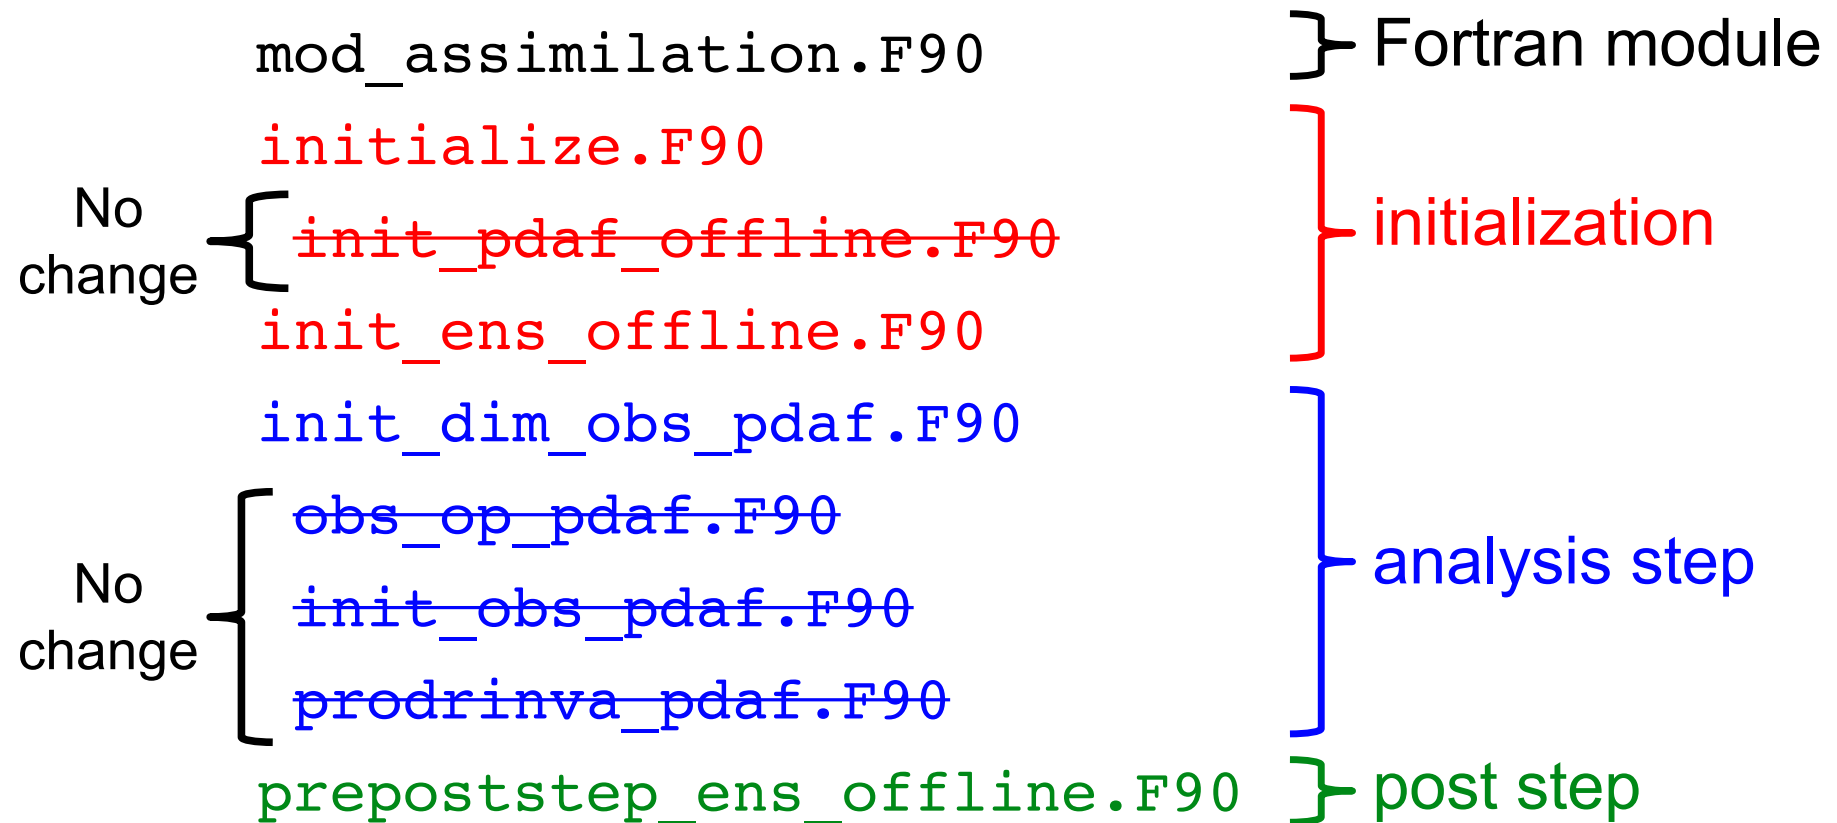 mod_assimilation.F90
Fortran module
initialize.F90
No
change
init_pdaf_offline.F90
initialization
init_ens_offline.F90
init_dim_obs_pdaf.F90
No
change
obs_op_pdaf.F90
init_obs_pdaf.F90
prodrinva_pdaf.F90
analysis step
prepoststep_ens_offline.F90
post step